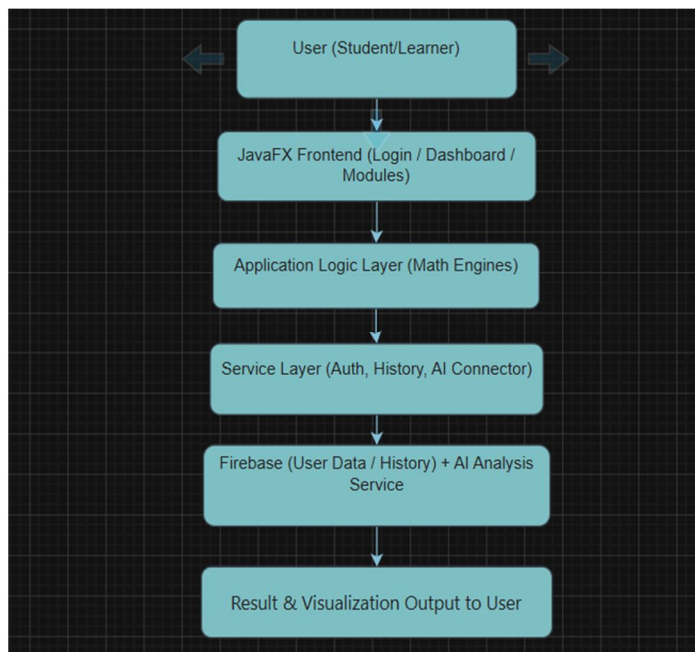 User (Student/Learner)
JavaFX Frontend (Login / Dashboard /
Modules)
Application Logic Layer (Math Engines)
Service Layer (Auth, History, AI Connector)
Firebase (User Data / History) + AI Analysis
Service
Result & Visualization Output to User